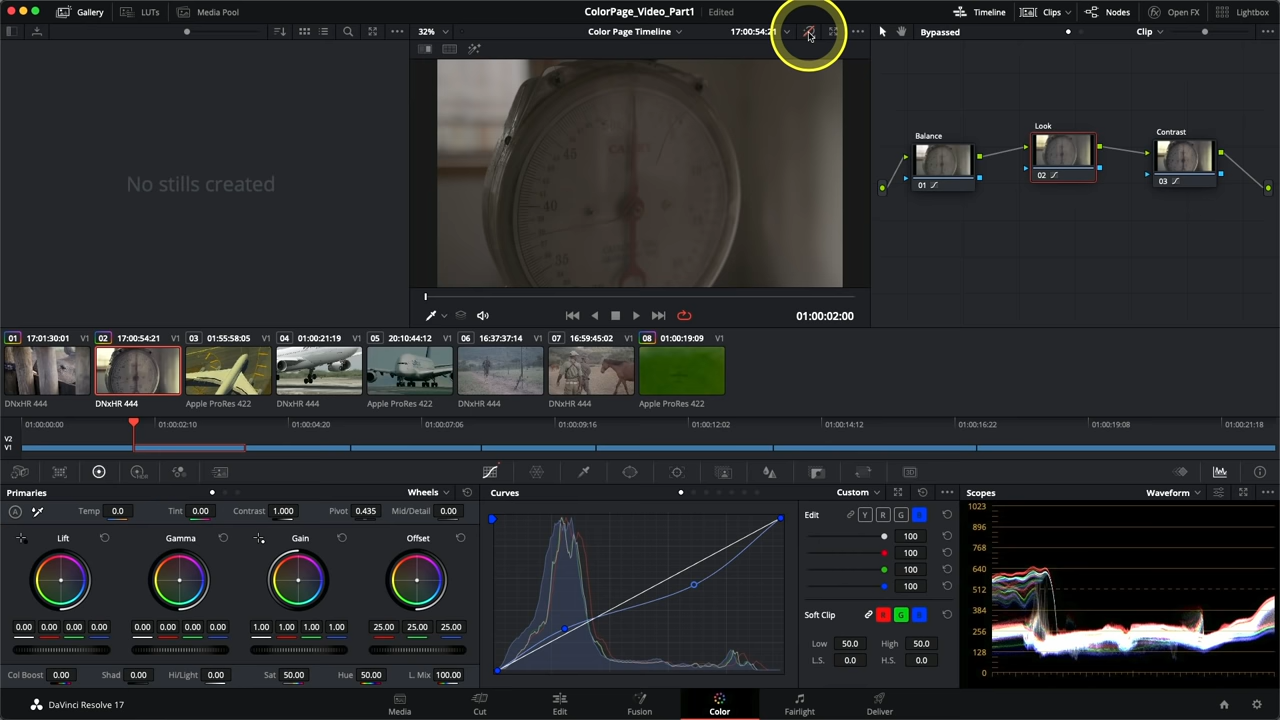 Gallery LUTs Media Pool ColorPage_Video_Part1 Edited Timeline Clips Nodes Open FX Lightbox
32% Color Page Timeline 17:00:54:21 Bypassed Clip
No stills created
Balance Look Contrast
01 02 03
01:00:02:00
01 17:01:30:01 V1 02 17:00:54:21 V1 03 01:55:58:05 V1 04 01:00:21:19 V1 05 20:10:44:12 V1 06 16:37:37:14 V1 07 16:59:45:02 V1 08 01:00:19:09 V1
DNxHR 444 DNxHR 444 Apple ProRes 422 DNxHR 444 Apple ProRes 422 DNxHR 444 DNxHR 444 Apple ProRes 422
01:00:00:00 01:00:02:10 01:00:04:20 01:00:07:06 01:00:09:16 01:00:12:02 01:00:14:12 01:00:16:22 01:00:19:08 01:00:21:18
V2
V1
Primaries Wheels Curves Custom Scopes Waveform
Temp 0.0 Tint 0.00 Contrast 1.000 Pivot 0.435 Mid/Detail 0.00
Lift Gamma Gain Offset
0.00 0.00 0.00 0.00 0.00 0.00 0.00 0.00 1.00 1.00 1.00 1.00 25.00 25.00 25.00
Col Boost 0.00 Shad 0.00 Hi/Light 0.00 Sat 50.00 Hue 50.00 L. Mix 100.00
Edit Y R G B
100
100
100
100
Soft Clip R G B
Low 50.0 High 50.0
L.S. 0.0 H.S. 0.0
1023
896
768
640
512
384
256
128
0
DaVinci Resolve 17 Media Cut Edit Fusion Color Fairlight Deliver